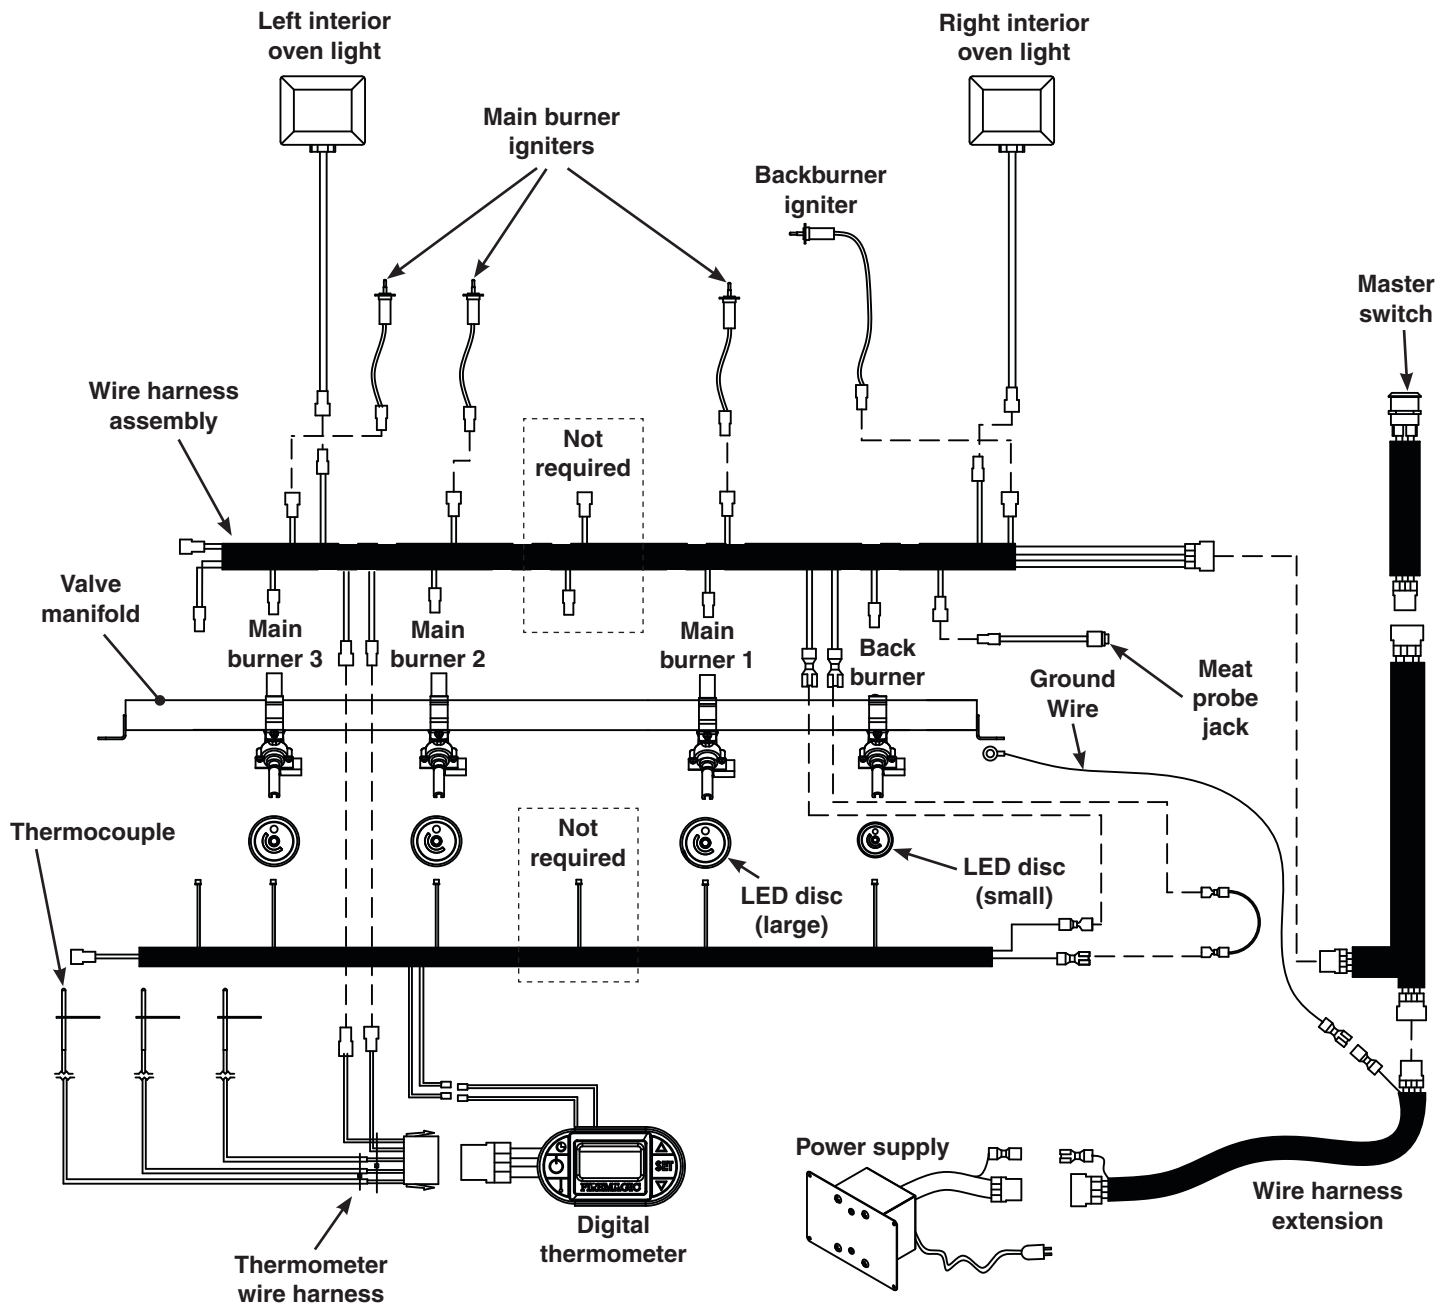 Left interior
oven light
Right interior
oven light
Main burner
igniters
Backburner
igniter
Master
switch
Wire harness
assembly
Not
required
Valve
manifold
Main
burner 3
Main
burner 2
Main
burner 1
Back
burner
Ground
Wire
Meat
probe
jack
Thermocouple
Not
required
LED disc
(large)
LED disc
(small)
SET
Power supply
Digital
thermometer
Thermometer
wire harness
Wire harness
extension